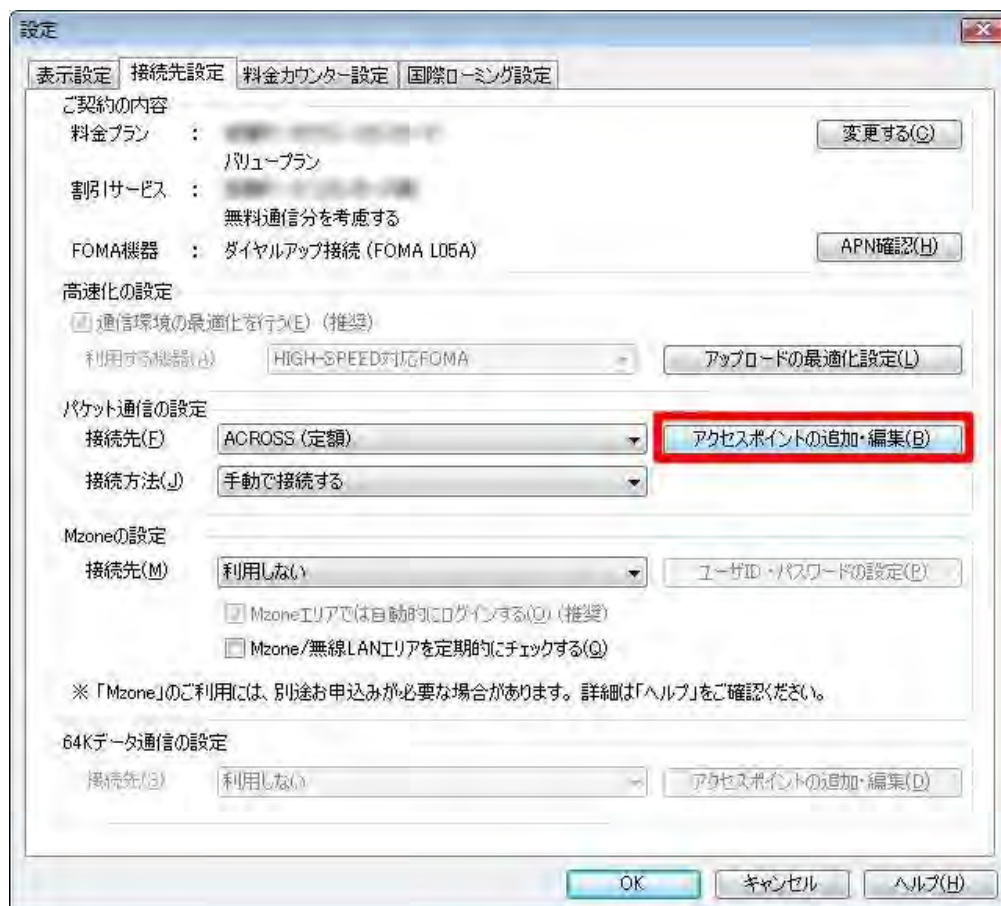 設定
表示設定 接続先設定 料金カウンター設定 国際ローミング設定
ご契約の内容
料金プラン : 変更する(C)
バリュープラン
割引サービス :
無料通信分を考慮する
FOMA機器 : ダイヤルアップ接続 (FOMA L05A) APN確認(H)
高速化の設定
通信環境の最適化を行う(E) (推奨)
利用する機器(A) HIGH-SPEED対応FOMA アップロードの最適化設定(L)
パケット通信の設定
接続先(F) ACROSS (定額) アクセスポイントの追加・編集(B)
接続方法(J) 手動で接続する
Mzoneの設定
接続先(M) 利用しない ユーザID・パスワードの設定(P)
Mzoneエリアでは自動的にログインする(O) (推奨)
Mzone/無線LANエリアを定期的にチェックする(Q)
※「Mzone」のご利用には、別途お申込みが必要な場合があります。詳細は「ヘルプ」をご確認ください。
64Kデータ通信の設定
接続先(3) 利用しない アクセスポイントの追加・編集(D)
OK キャンセル ヘルプ(H)